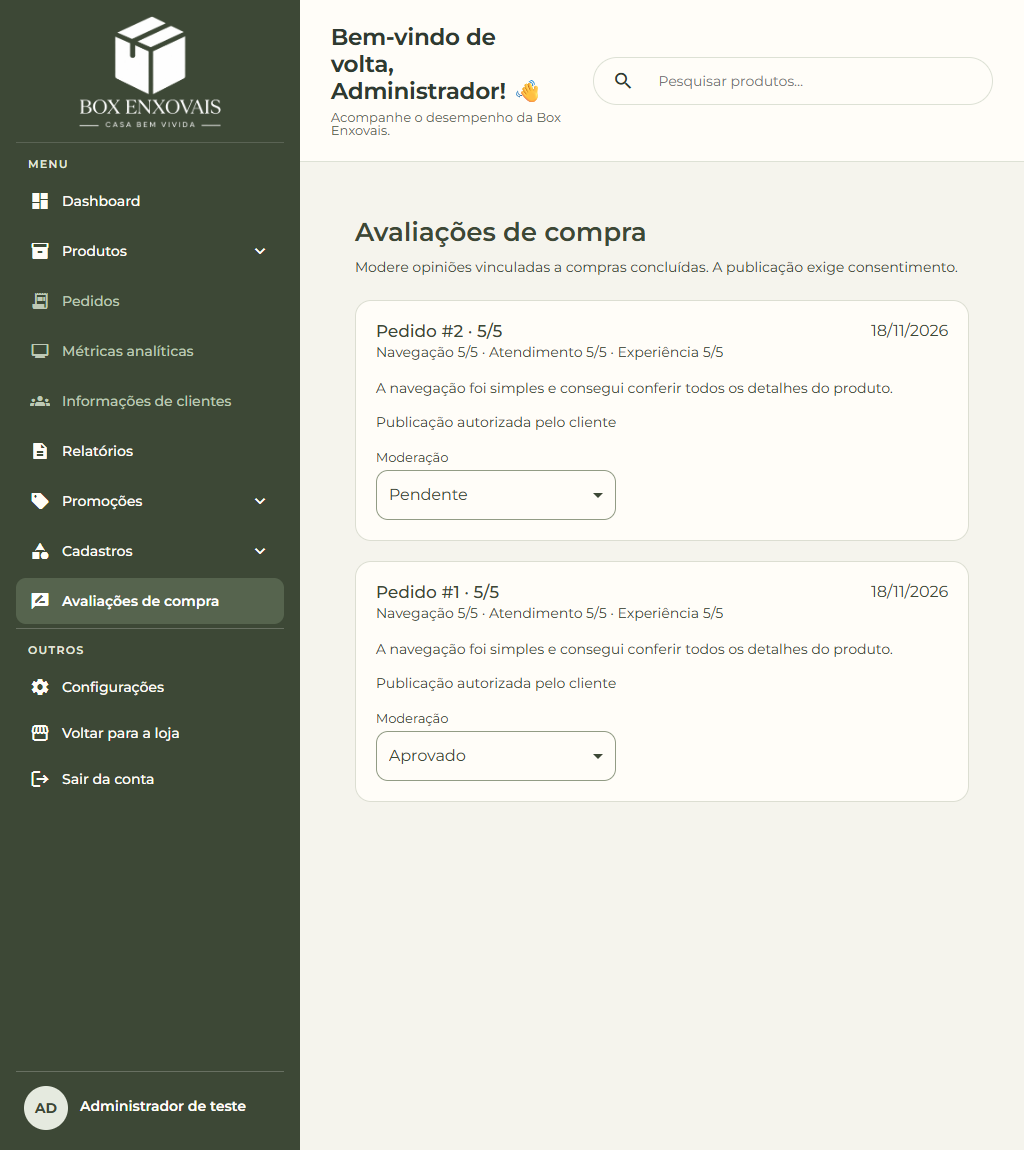 BOX ENXOVAIS
CASA BEM VIVIDA
MENU
Dashboard
Produtos
Pedidos
Métricas analíticas
Informações de clientes
Relatórios
Promoções
Cadastros
Avaliações de compra
OUTROS
Configurações
Voltar para a loja
Sair da conta
AD
Administrador de teste
Bem-vindo de
volta,
Administrador! 👋
Acompanhe o desempenho da Box
Enxovais.
Pesquisar produtos...
Avaliações de compra
Modere opiniões vinculadas a compras concluídas. A publicação exige consentimento.
Pedido #2 · 5/5
18/11/2026
Navegação 5/5 · Atendimento 5/5 · Experiência 5/5
A navegação foi simples e consegui conferir todos os detalhes do produto.
Publicação autorizada pelo cliente
Moderação
Pendente
Pedido #1 · 5/5
18/11/2026
Navegação 5/5 · Atendimento 5/5 · Experiência 5/5
A navegação foi simples e consegui conferir todos os detalhes do produto.
Publicação autorizada pelo cliente
Moderação
Aprovado